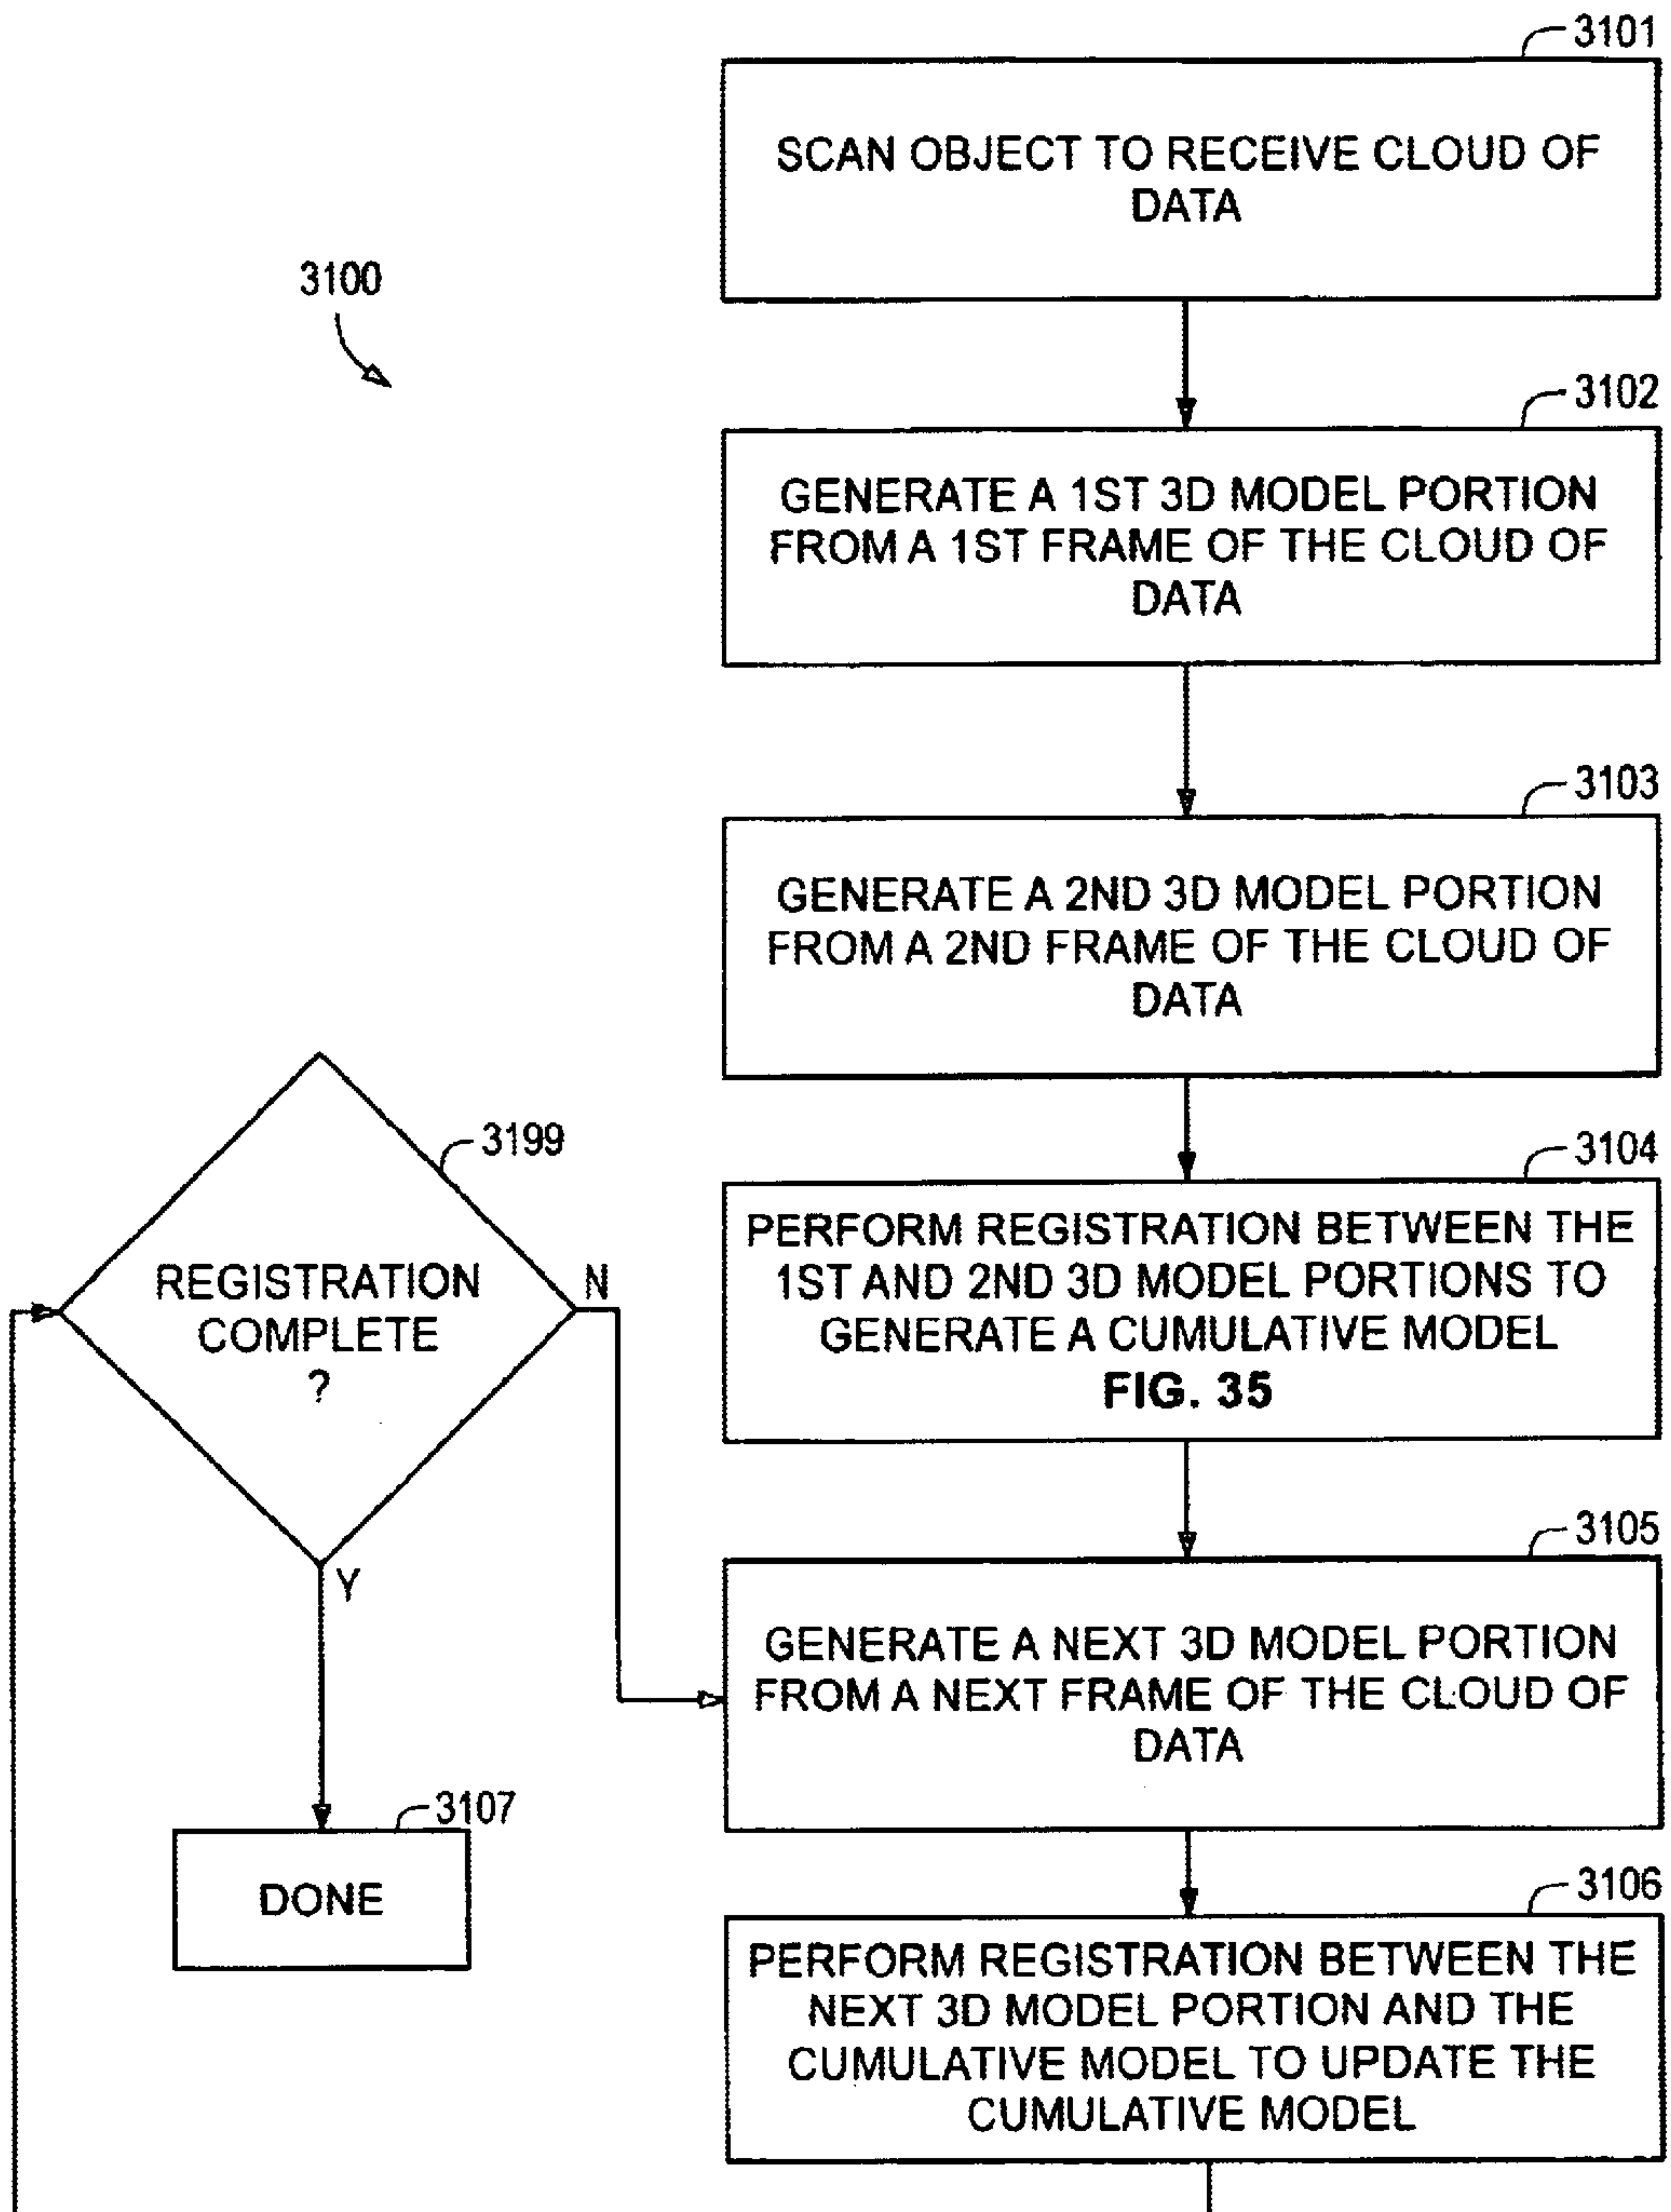 3101
SCAN OBJECT TO RECEIVE CLOUD OF
DATA
3100
3102
GENERATE A 1ST 3D MODEL PORTION
FROM A 1ST FRAME OF THE CLOUD OF
DATA
3103
GENERATE A 2ND 3D MODEL PORTION
FROM A 2ND FRAME OF THE CLOUD OF
DATA
3104
PERFORM REGISTRATION BETWEEN THE
1ST AND 2ND 3D MODEL PORTIONS TO
GENERATE A CUMULATIVE MODEL
FIG. 35
3199
REGISTRATION
COMPLETE
?
N
Y
3105
GENERATE A NEXT 3D MODEL PORTION
FROM A NEXT FRAME OF THE CLOUD OF
DATA
3107
DONE
3106
PERFORM REGISTRATION BETWEEN THE
NEXT 3D MODEL PORTION AND THE
CUMULATIVE MODEL TO UPDATE THE
CUMULATIVE MODEL